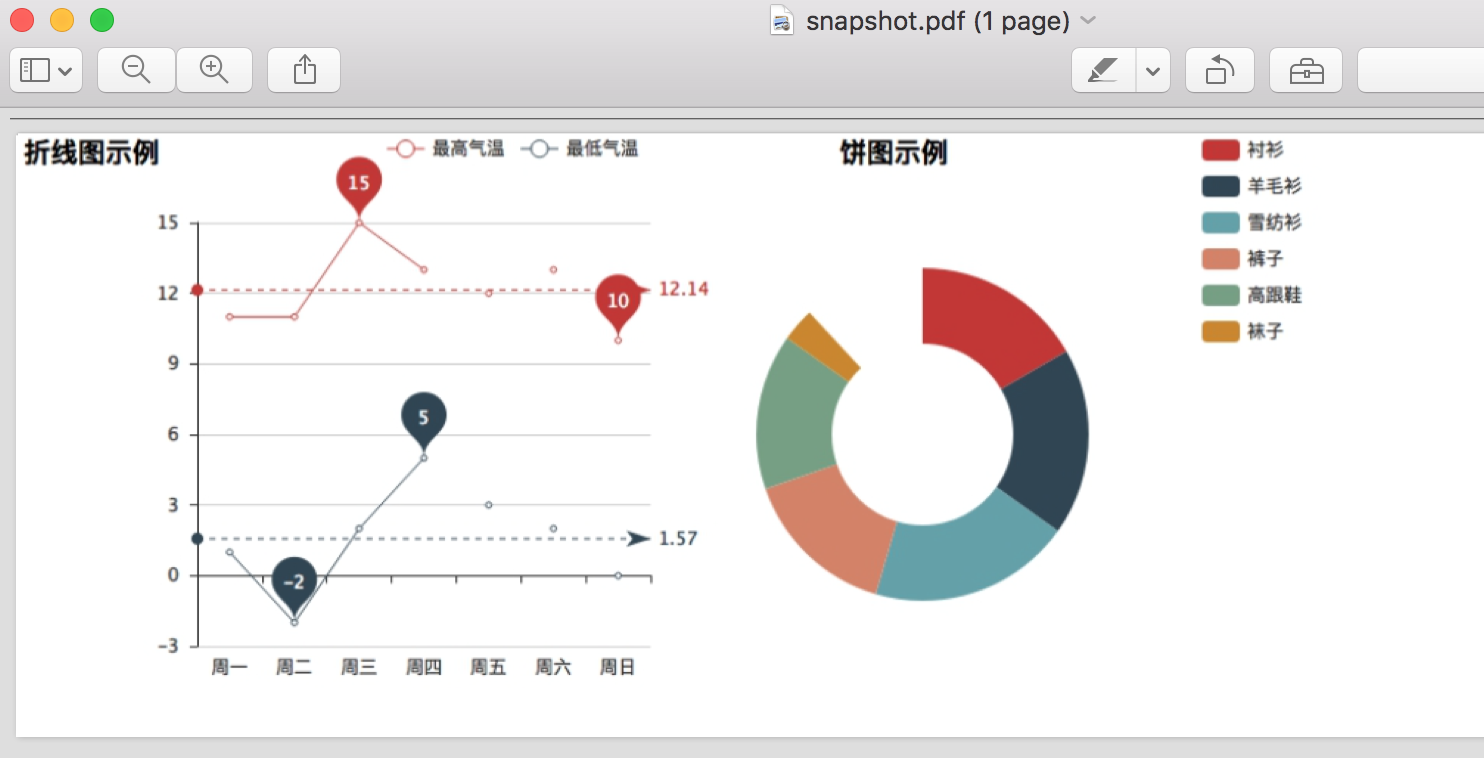 snapshot.pdf (1 page)
折线图示例
最高气温
最低气温
15
15
12
12.14
10
9
6
5
3
1.57
0
-2
-3
周一 周二 周三 周四 周五 周六 周日
饼图示例
衬衫
羊毛衫
雪纺衫
裤子
高跟鞋
袜子